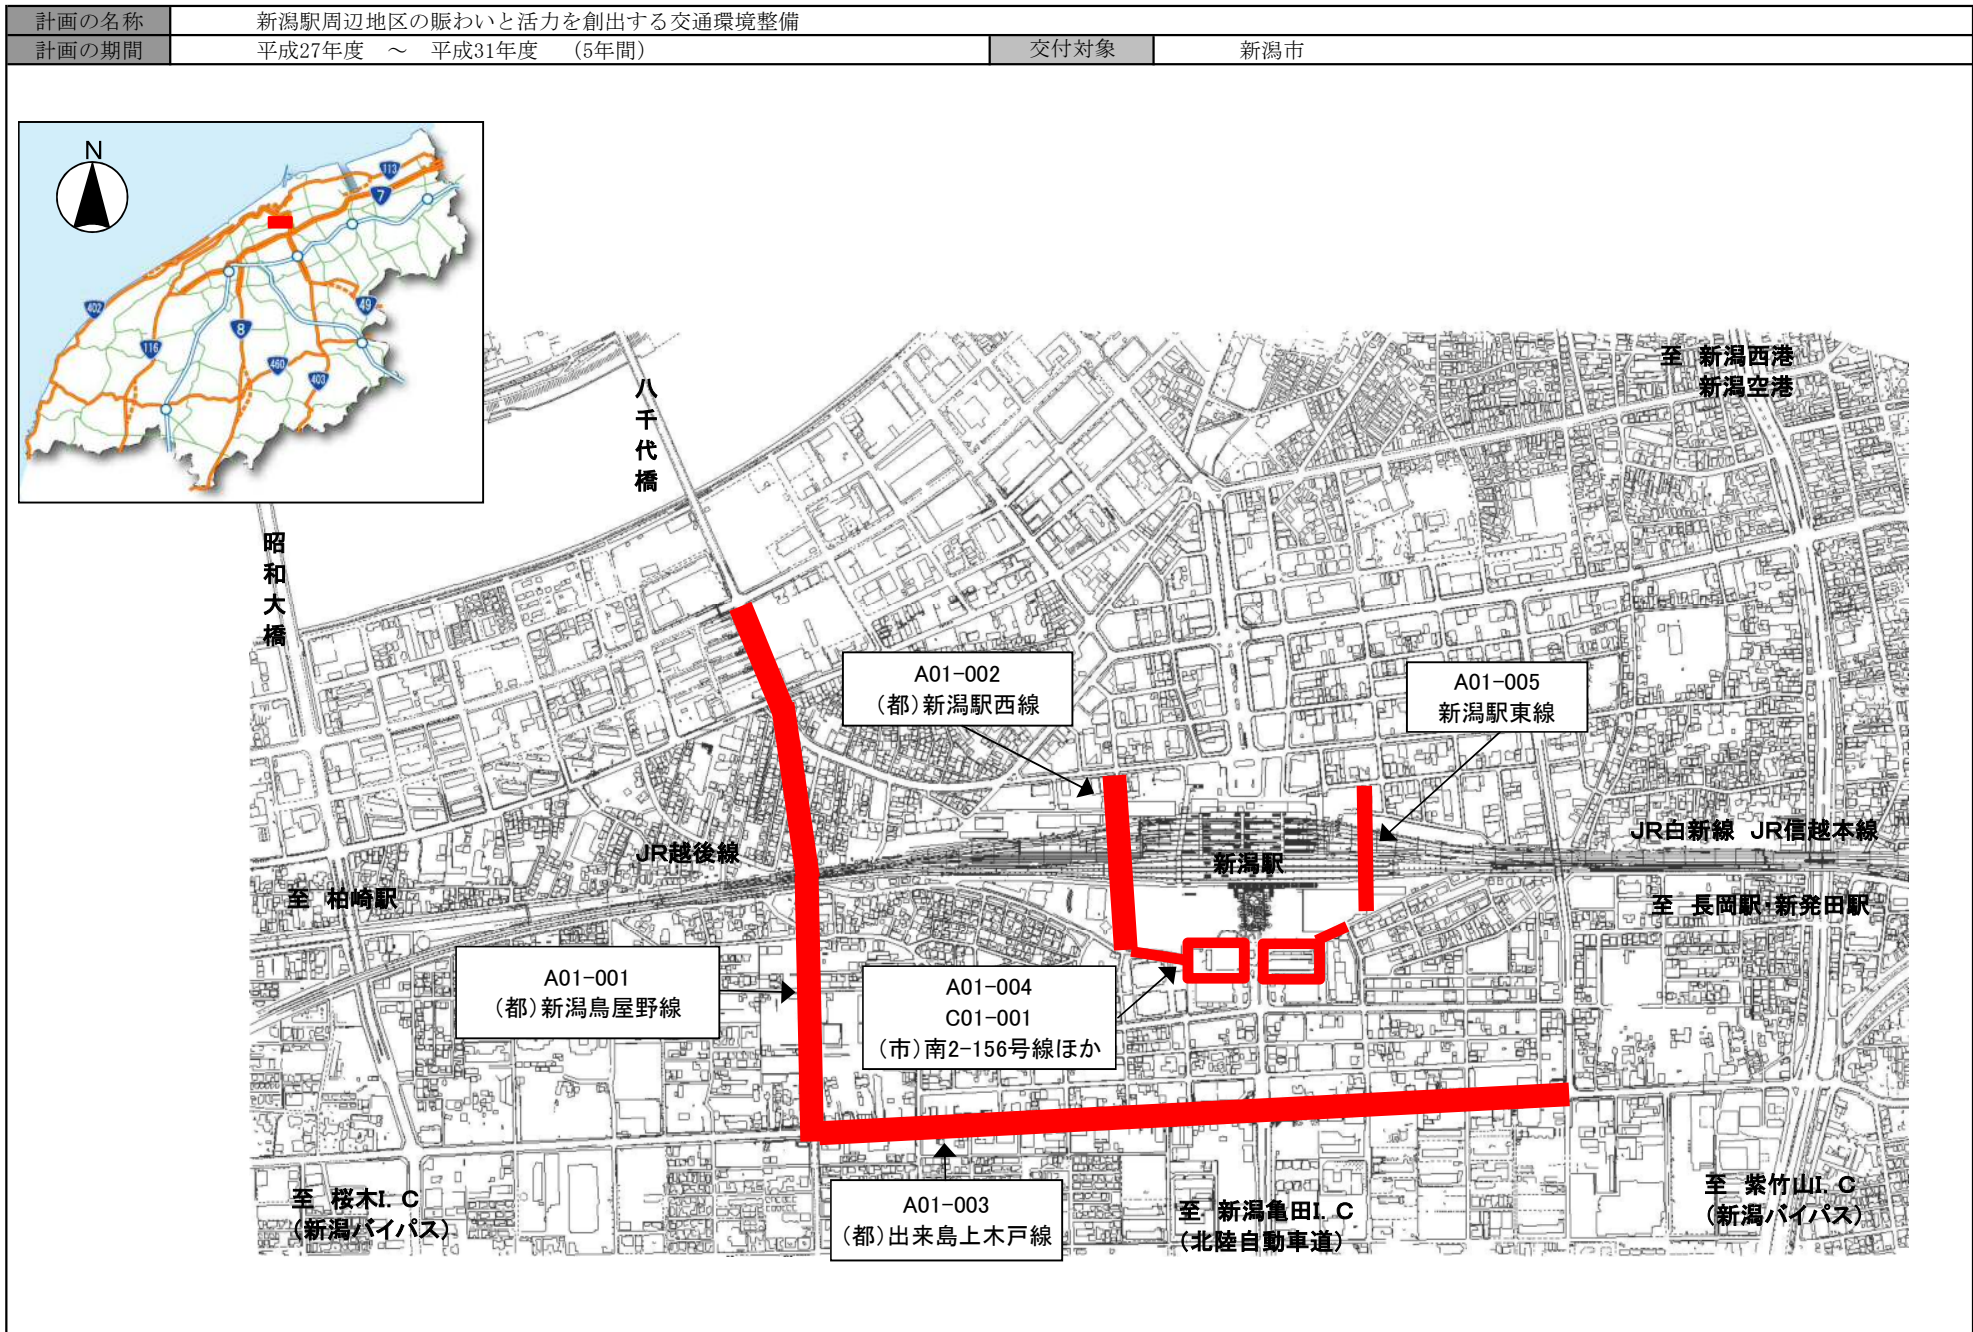 計画の名称 新潟駅周辺地区の賑わいと活力を創出する交通環境整備
計画の期間 平成27年度 ～ 平成31年度 (5年間) 交付対象 新潟市
N
113
7
402
49
8
116
460
403
至 新潟西港
新潟空港
八千代橋
昭和大橋
A01-002
(都)新潟駅西線
A01-005
新潟駅東線
JR越後線
新潟駅
JR白新線 JR信越本線
至 柏崎駅
至 長岡駅・新発田駅
A01-001
(都)新潟鳥屋野線
A01-004
C01-001
(市)南2-156号線ほか
A01-003
(都)出来島上木戸線
至 桜木I.C
(新潟バイパス)
至 新潟亀田I.C
(北陸自動車道)
至 紫竹山I.C
(新潟バイパス)